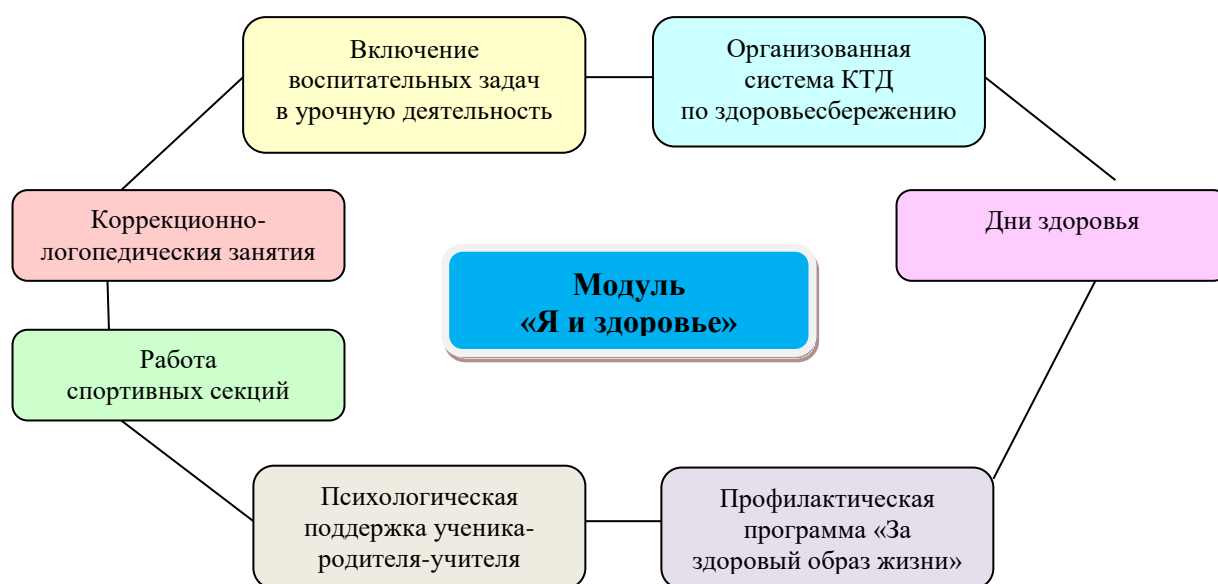 Включение
воспитательных задач
в урочную деятельность
Организованная
система КТД
по здоровьесбережению
Коррекционно-
логопедическия занятия
Дни здоровья
Модуль
«Я и здоровье»
Работа
спортивных секций
Психологическая
поддержка ученика-
родителя-учителя
Профилактическая
программа «За
здоровый образ жизни»